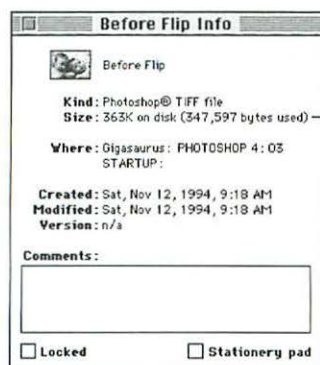 Before Flip Info
Before Flip
Kind: Photoshop® TIFF file
Size: 363K on disk (347,597 bytes used)
Where: Gigasaurus: PHOTOSHOP 4: 03
STARTUP:
Created: Sat, Nov 12, 1994, 9:18 AM
Modified: Sat, Nov 12, 1994, 9:18 AM
Version: n/a
Comments:
Locked Stationery pad